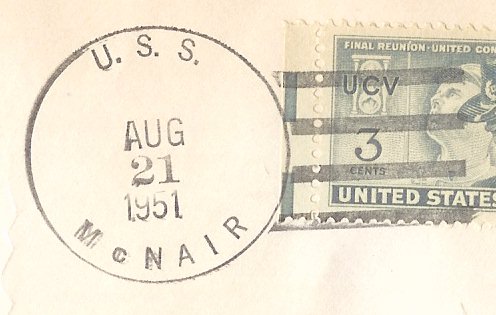 U. S. S.
AUG
21
1951
McNAIR
FINAL REUNION · UNITED CON
UCV
3
CENTS
UNITED STATES